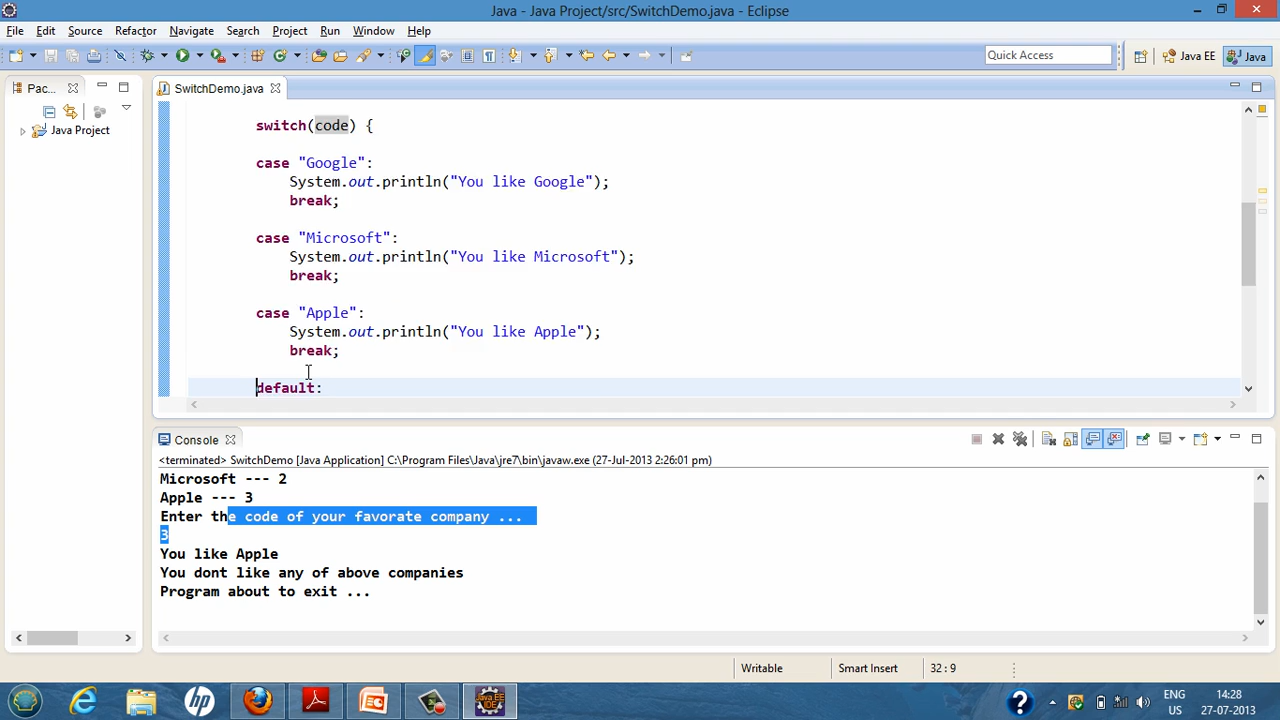 Java - Java Project/src/SwitchDemo.java - Eclipse
File Edit Source Refactor Navigate Search Project Run Window Help
Quick Access
Java EE
Java
Pac...
SwitchDemo.java
Java Project
switch(code) {
case "Google":
System.out.println("You like Google");
break;
case "Microsoft":
System.out.println("You like Microsoft");
break;
case "Apple":
System.out.println("You like Apple");
break;
default:
Console
<terminated> SwitchDemo [Java Application] C:\Program Files\Java\jre7\bin\javaw.exe (27-Jul-2013 2:26:01 pm)
Microsoft --- 2
Apple --- 3
Enter the code of your favorate company ...
3
You like Apple
You dont like any of above companies
Program about to exit ...
Writable
Smart Insert
32 : 9
hp
Java EE
IDE
ENG
US
14:28
27-07-2013